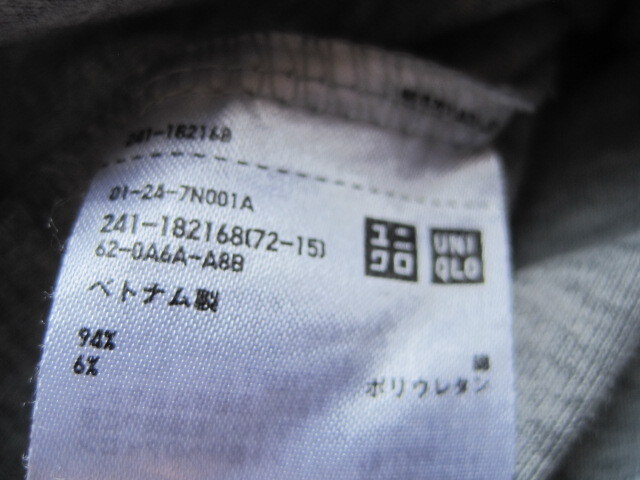 241-182168
01-24-7N001A
241-182168(72-15)
62-0A6A-A8B
ユニ
クロ
UNI
QLO
ベトナム製
94%
綿
6%
ポリウレタン